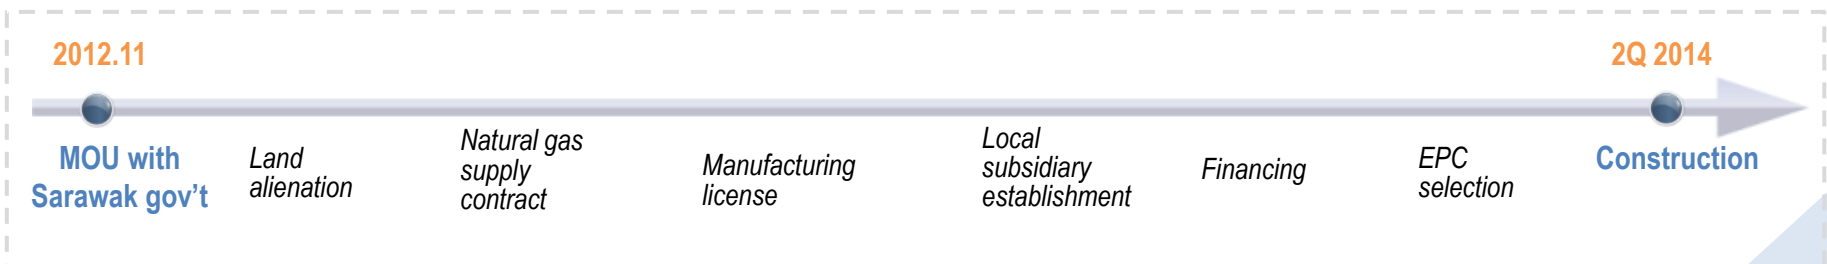 2012.11
2Q 2014
MOU with
Sarawak gov't
Land
alienation
Natural gas
supply
contract
Manufacturing
license
Local
subsidiary
establishment
Financing
EPC
selection
Construction